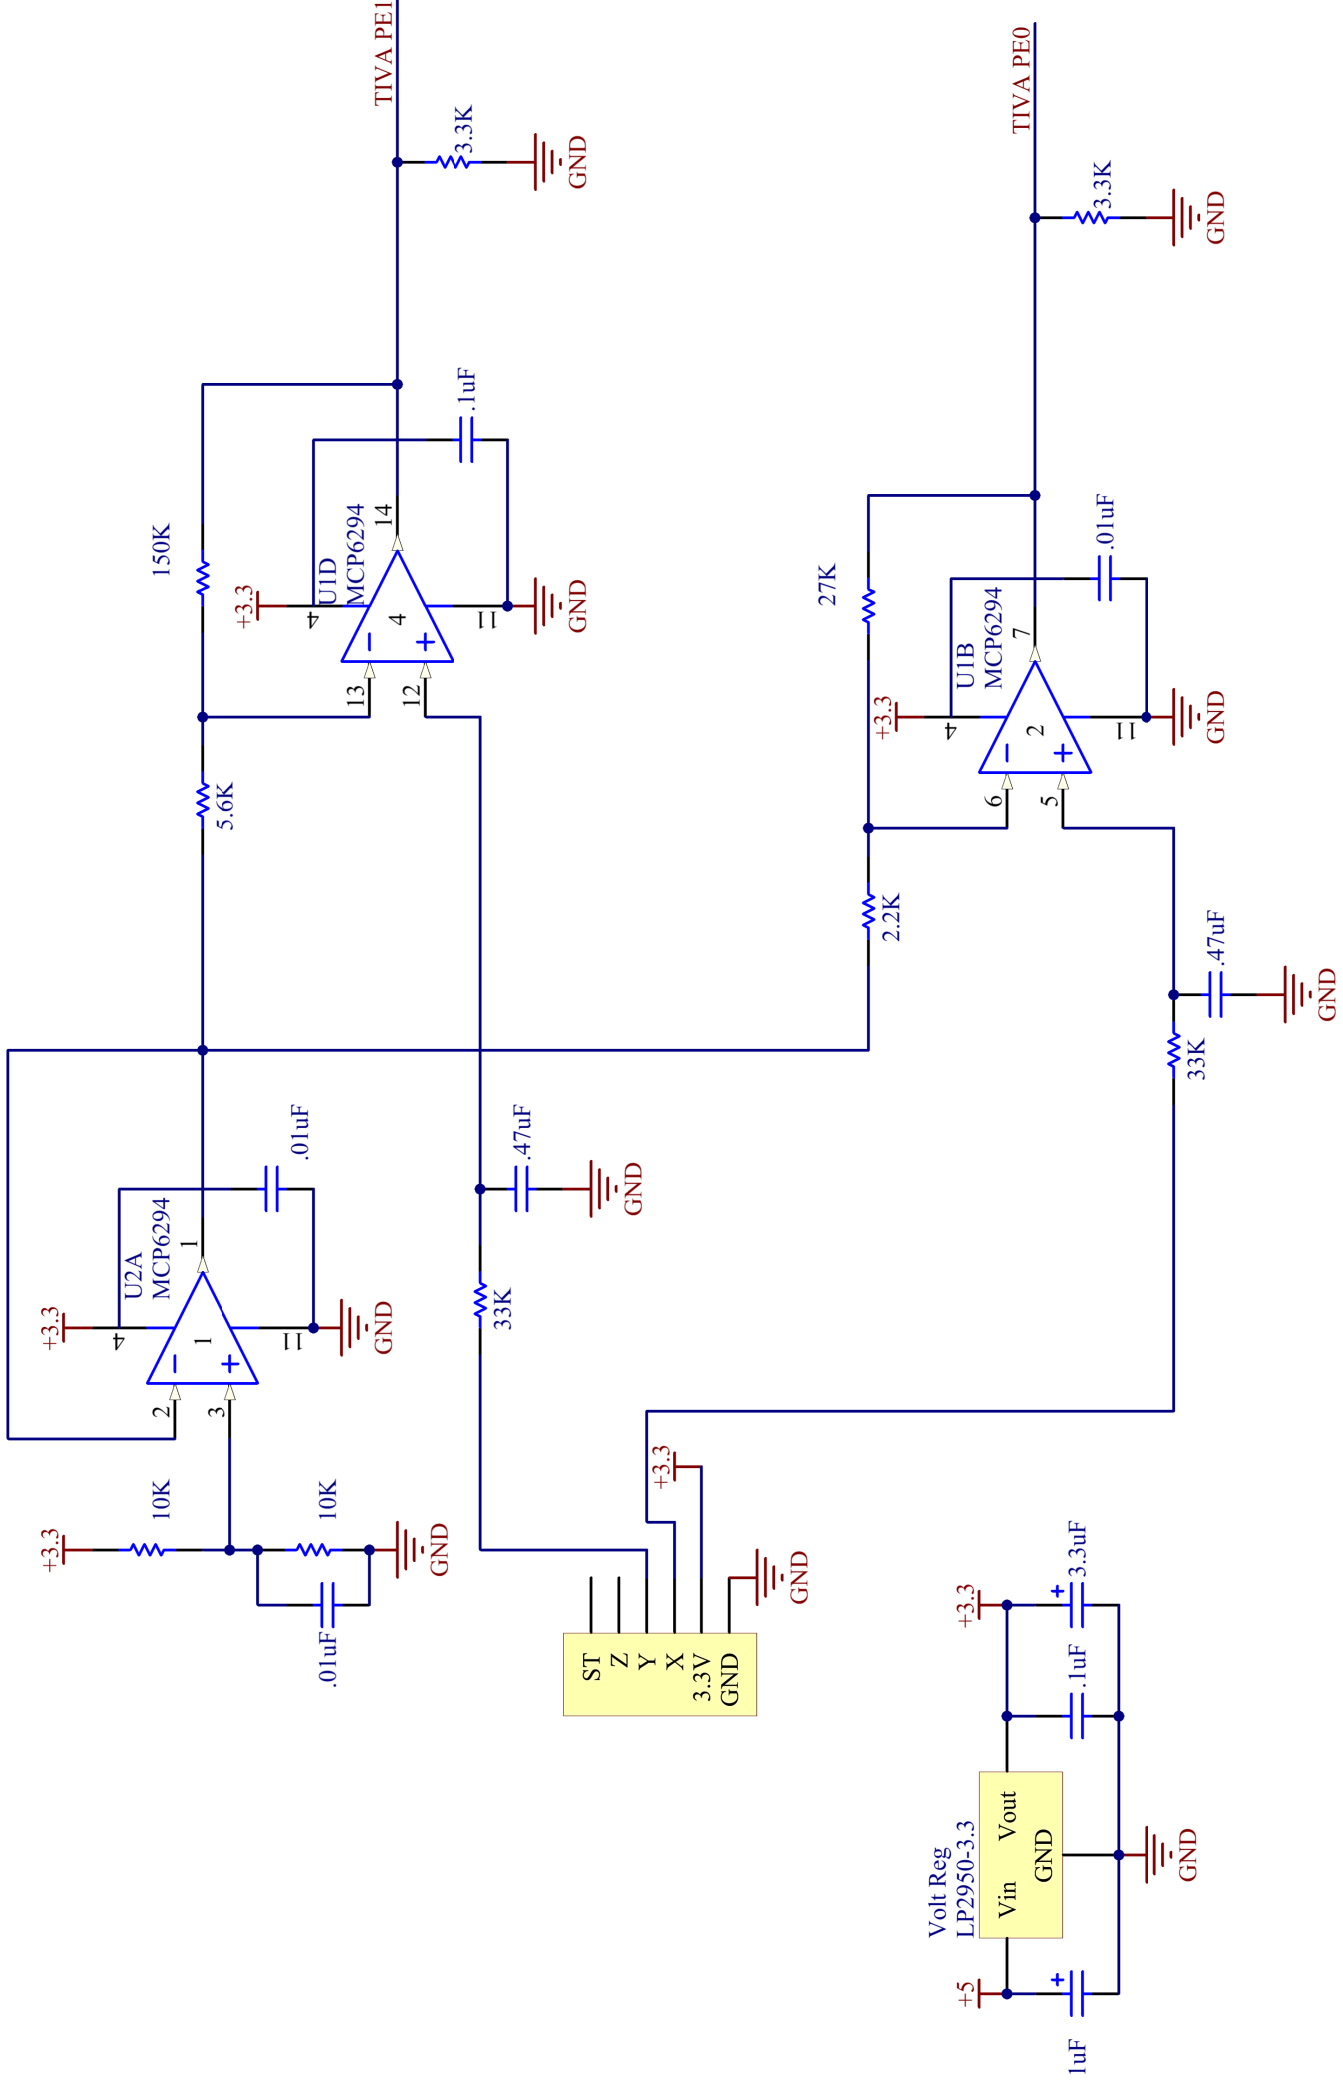 TIVA PE1
3.3K
GND
TIVA PE0
3.3K
GND
150K
+3.3
4
U1D
MCP6294
14
.1uF
4
13
12
11
GND
5.6K
27K
+3.3
4
U1B
MCP6294
7
.01uF
2
6
5
11
GND
2.2K
.47uF
GND
33K
+3.3
4
U2A
MCP6294
1
.01uF
1
2
3
11
GND
.47uF
GND
33K
+3.3
10K
10K
GND
.01uF
+3.3
GND
ST
Z
Y
X
3.3V
GND
+3.3
3.3uF
.1uF
Volt Reg
LP2950-3.3
Vin
Vout
GND
GND
+5
1uF